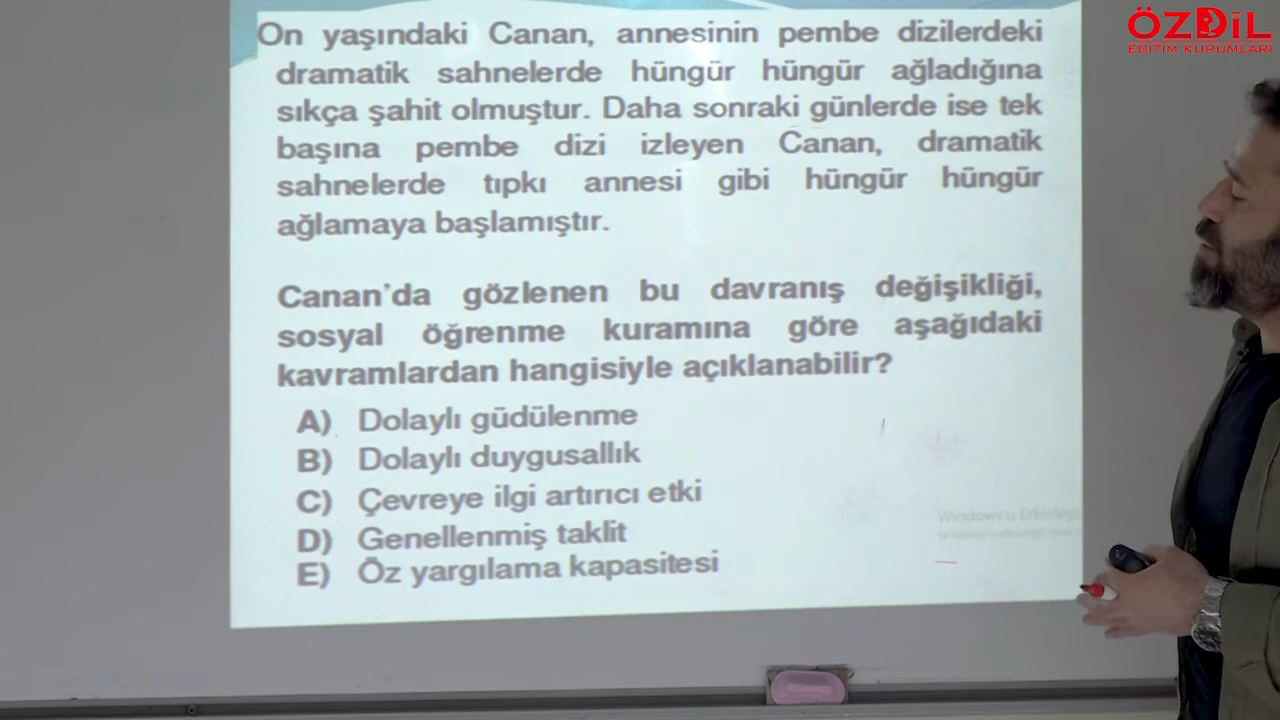 ÖZDİL
EĞİTİM KURUMLARI
On yaşındaki Canan, annesinin pembe dizilerdeki
dramatik sahnelerde hüngür hüngür ağladığına
sıkça şahit olmuştur. Daha sonraki günlerde ise tek
başına pembe dizi izleyen Canan, dramatik
sahnelerde tıpkı annesi gibi hüngür hüngür
ağlamaya başlamıştır.
Canan'da gözlenen bu davranış değişikliği,
sosyal öğrenme kuramına göre aşağıdaki
kavramlardan hangisiyle açıklanabilir?
A) Dolaylı güdülenme
B) Dolaylı duygusallık
C) Çevreye ilgi artırıcı etki
D) Genellenmiş taklit
E) Öz yargılama kapasitesi
Windows'u Etkinleştir